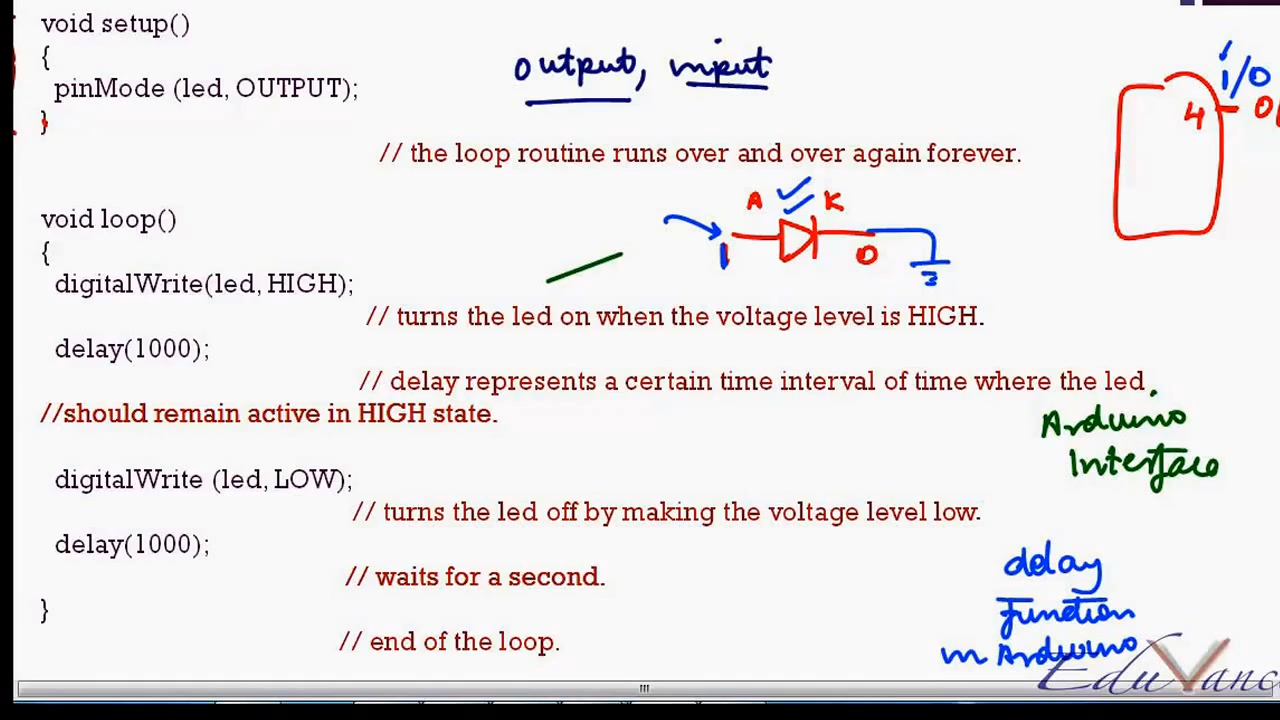 void setup()
{
pinMode (led, OUTPUT);
}
output, input
i/O
4
// the loop routine runs over and over again forever.
A K
1 0
void loop()
{
digitalWrite(led, HIGH);
// turns the led on when the voltage level is HIGH.
delay(1000);
// delay represents a certain time interval of time where the led
//should remain active in HIGH state.
Arduino
Interface
digitalWrite (led, LOW);
// turns the led off by making the voltage level low.
delay(1000);
// waits for a second.
}
// end of the loop.
delay
function
in Arduino